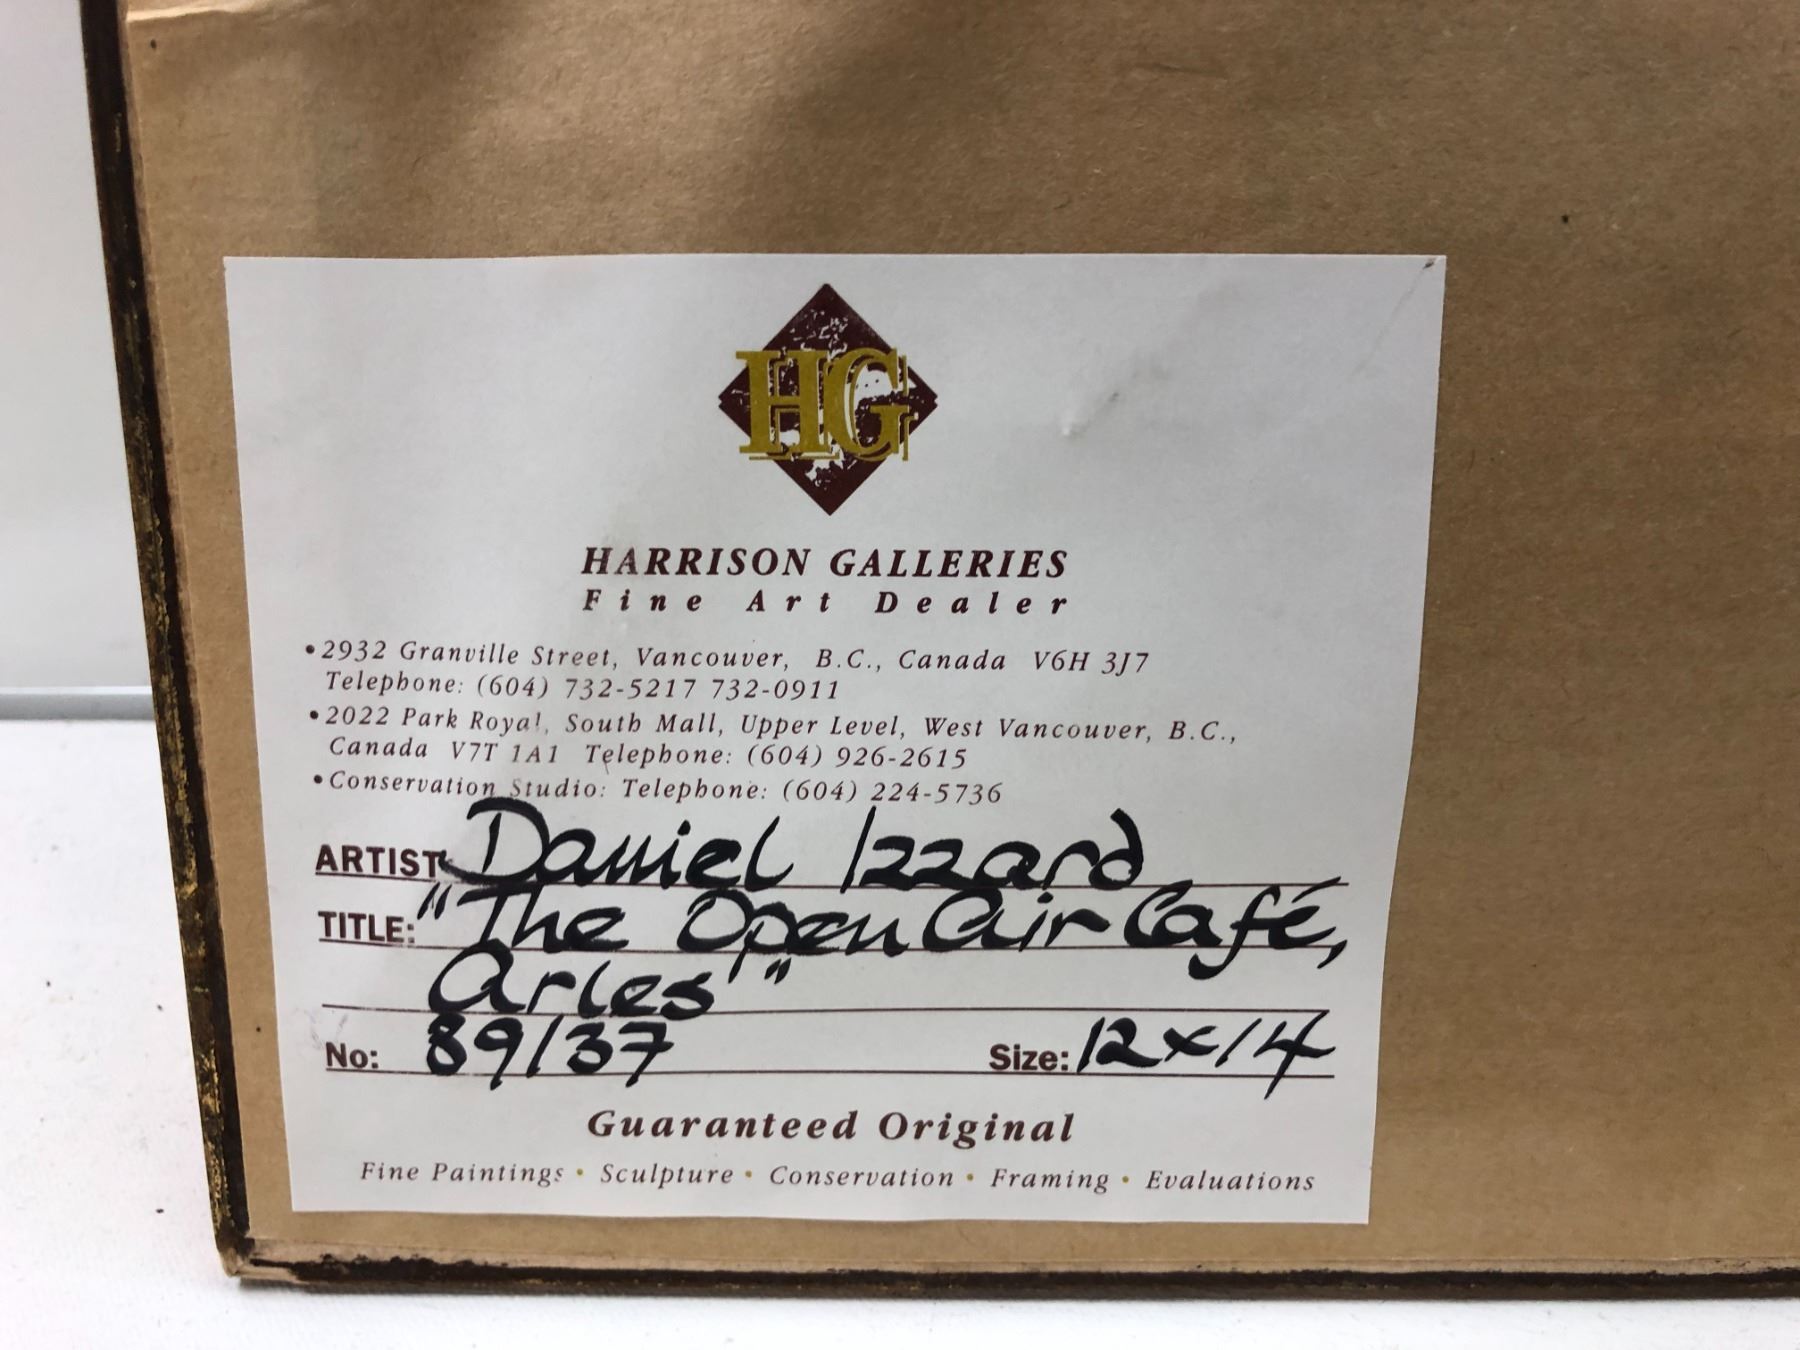 HG
HARRISON GALLERIES
Fine Art Dealer
•2932 Granville Street, Vancouver, B.C., Canada V6H 3J7
Telephone: (604) 732-5217 732-0911
•2022 Park Royal, South Mall, Upper Level, West Vancouver, B.C.,
Canada V7T 1A1 Telephone: (604) 926-2615
•Conservation Studio: Telephone: (604) 224-5736
ARTIST: Daniel Izzard
TITLE: "The Open Air Café,
Arles"
No: 89/37 Size: 12x14
Guaranteed Original
Fine Paintings • Sculpture • Conservation • Framing • Evaluations